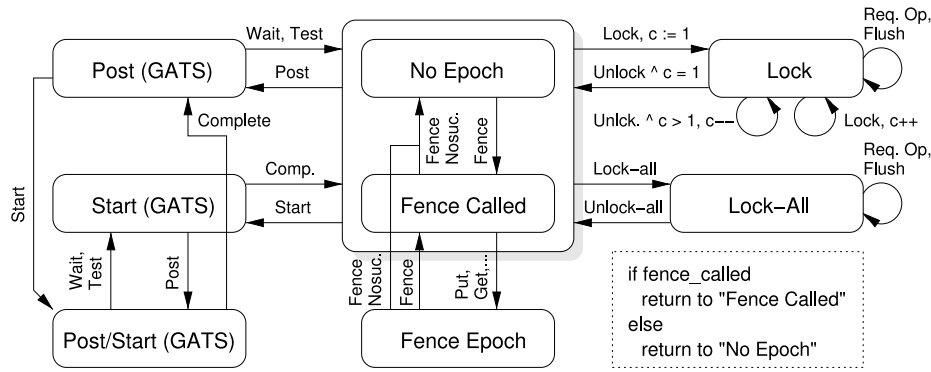 Wait, Test
Post (GATS)
Post
No Epoch
Lock, c := 1
Unlock ^ c = 1
Lock
Req. Op,
Flush
Complete
Fence
Nosuc.
Fence
Unlck. ^ c > 1, c−−
Lock, c++
Start
Start (GATS)
Comp.
Start
Fence Called
Lock−all
Unlock−all
Lock−All
Req. Op,
Flush
Wait,
Test
Post
Fence
Nosuc.
Fence
Put,
Get,...
Post/Start (GATS)
Fence Epoch
if fence_called
return to "Fence Called"
else
return to "No Epoch"